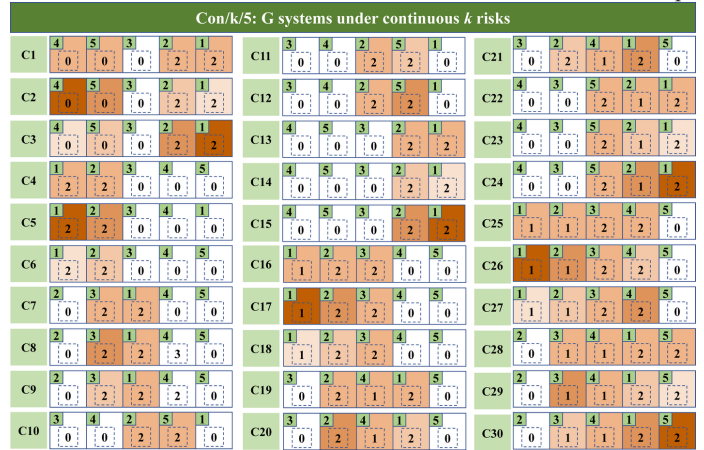 Con/k/5: G systems under continuous k risks
4 5 3 2 1
C1 0 0 0 2 2
4 5 3 2 1
C2 0 0 0 2 2
4 5 3 2 1
C3 0 0 0 2 2
1 2 3 4 5
C4 2 2 0 0 0
1 2 3 4 1
C5 2 2 0 0 0
1 2 3 4 5
C6 2 2 0 0 0
2 3 1 4 5
C7 0 2 2 0 0
2 3 1 4 5
C8 0 2 2 3 0
2 3 1 4 5
C9 0 2 2 2 0
3 4 2 5 1
C10 0 0 2 2 0
3 4 2 5 1
C11 0 0 2 2 0
3 4 2 5 1
C12 0 0 2 2 0
4 5 3 2 1
C13 0 0 0 2 2
4 5 3 2 1
C14 0 0 0 2 2
4 5 3 2 1
C15 0 0 0 2 2
1 2 3 4 5
C16 1 2 2 0 0
1 2 3 4 5
C17 1 2 2 0 0
1 2 3 4 5
C18 1 2 2 0 0
3 2 4 1 5
C19 0 2 1 2 0
3 2 4 1 5
C20 0 2 1 2 0
3 2 4 1 5
C21 0 2 1 2 0
4 3 5 2 1
C22 0 0 2 1 2
4 3 5 2 1
C23 0 0 2 1 2
4 3 5 2 1
C24 0 0 2 1 2
1 2 3 4 5
C25 1 1 2 2 0
1 2 3 4 5
C26 1 1 2 2 0
1 2 3 4 5
C27 1 1 2 2 0
2 3 4 1 5
C28 0 1 1 2 2
2 3 4 1 5
C29 0 1 1 2 2
2 3 4 1 5
C30 0 1 1 2 2